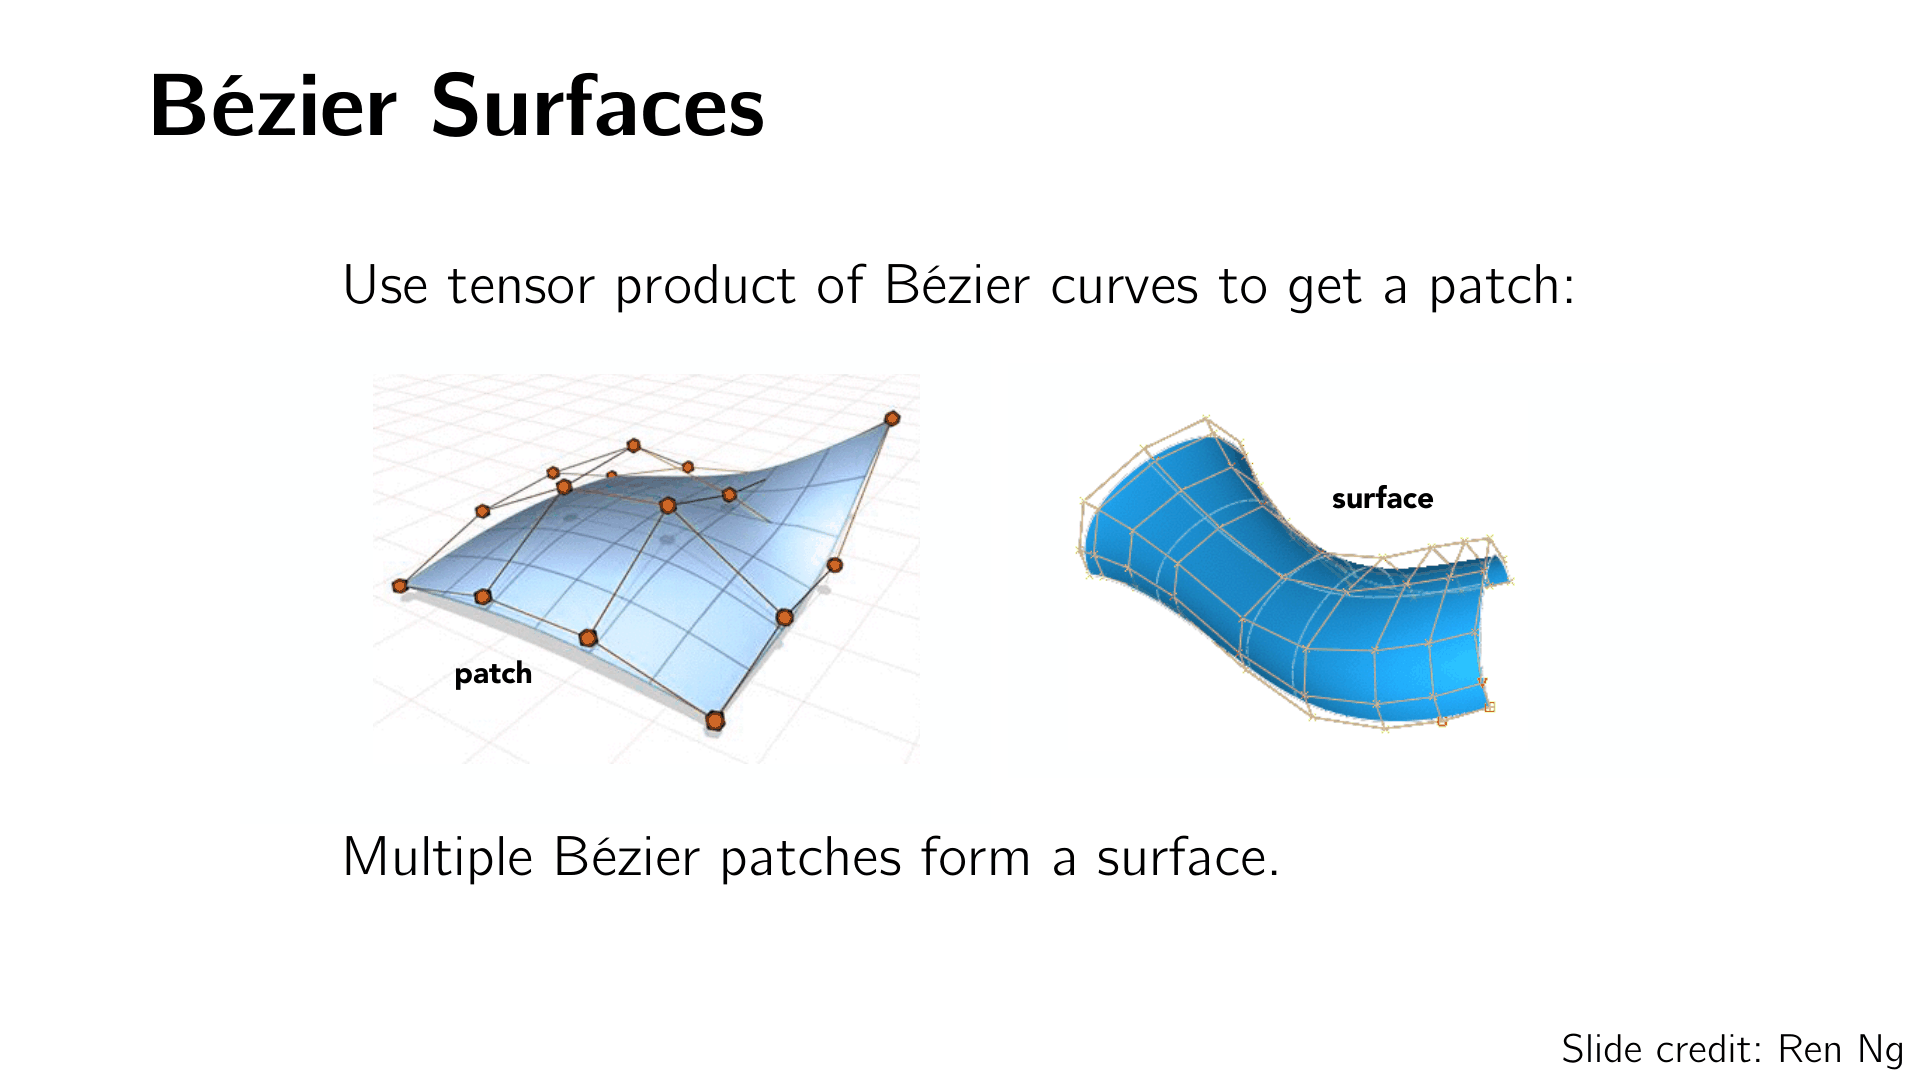 Bézier Surfaces
Use tensor product of Bézier curves to get a patch:
surface
patch
Multiple Bézier patches form a surface.
Slide credit: Ren Ng